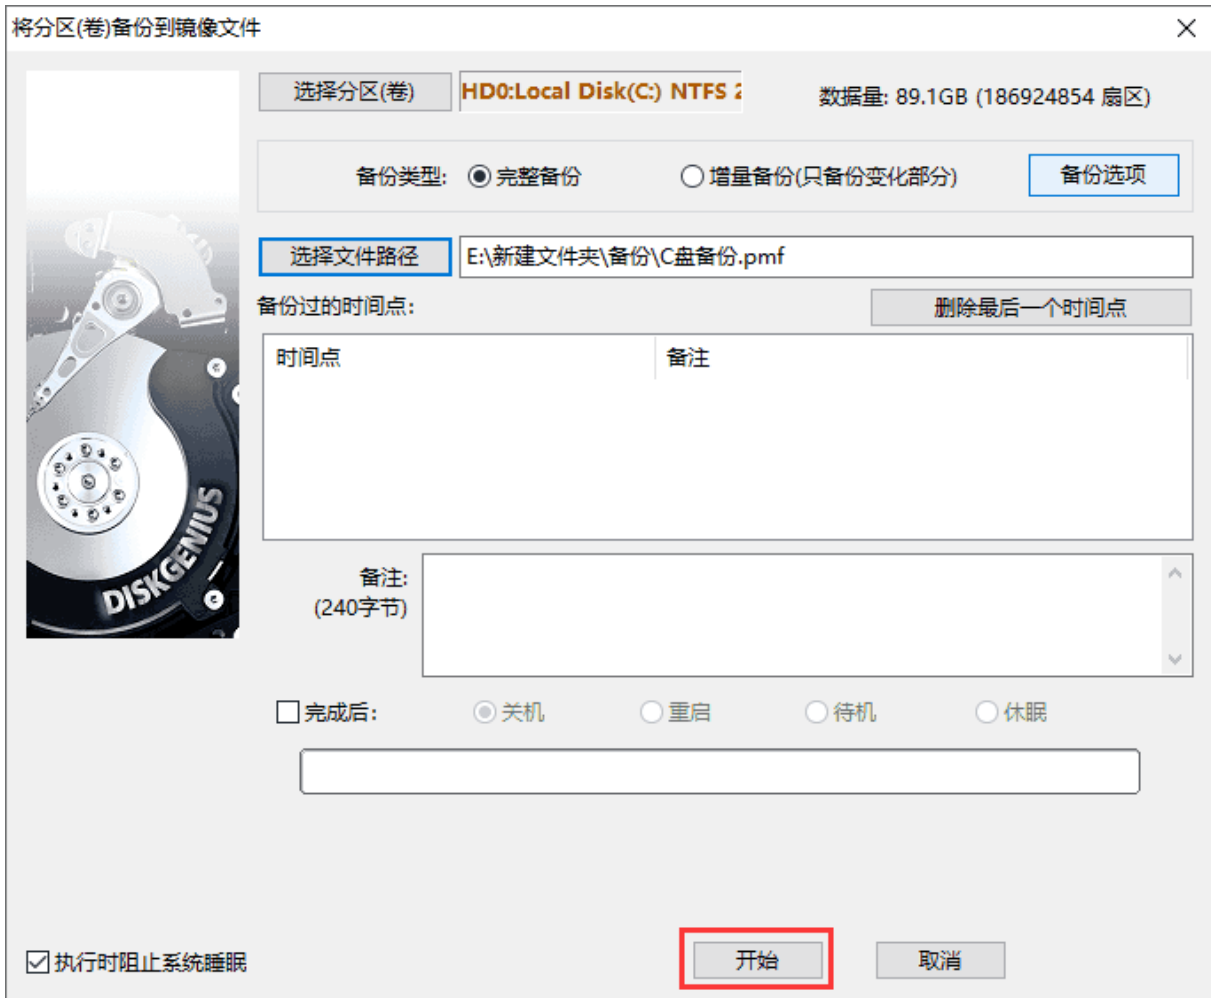 将分区(卷)备份到镜像文件
选择分区(卷) HD0:Local Disk(C:) NTFS 数据量: 89.1GB (186924854 扇区)
备份类型: 完整备份 增量备份(只备份变化部分) 备份选项
选择文件路径 E:\新建文件夹\备份\C盘备份.pmf
备份过的时间点: 删除最后一个时间点
时间点 备注
DISKGENIUS
备注:
(240字节)
完成后: 关机 重启 待机 休眠
执行时阻止系统睡眠 开始 取消